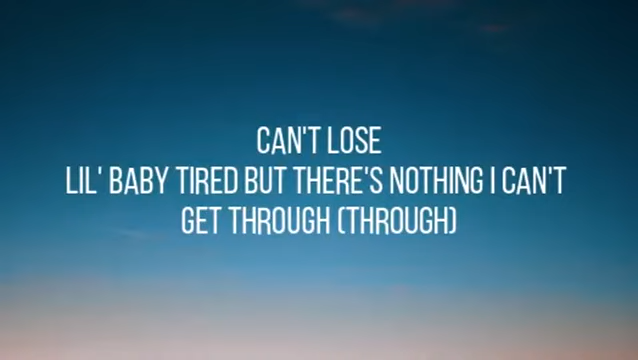 CAN'T LOSE
LIL' BABY TIRED BUT THERE'S NOTHING I CAN'T
GET THROUGH (THROUGH)